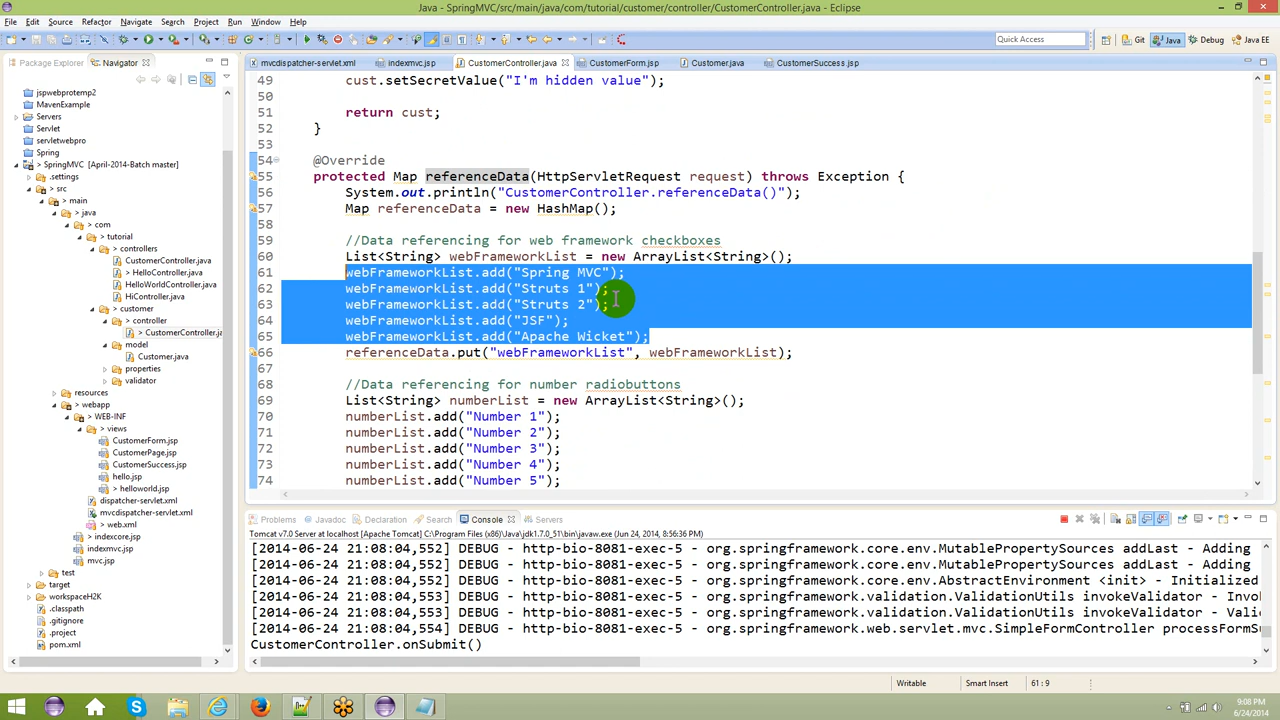 Java - SpringMVC/src/main/java/com/tutorial/customer/controller/CustomerController.java - Eclipse
File Edit Source Refactor Navigate Search Project Run Window Help
Quick Access Git Java Debug Java EE
Package Explorer Navigator
mvcdispatcher-servlet.xml indexmvc.jsp CustomerController.java CustomerForm.jsp Customer.java CustomerSuccess.jsp
jspwebprotemp2
MavenExample
Servers
Servlet
servletwebpro
Spring
> SpringMVC [April-2014-Batch master]
.settings
> src
> main
> java
> com
> tutorial
> controllers
CustomerController.java
HelloController.java
HelloWorldController.java
HiController.java
> customer
> controller
> CustomerController.ja
> model
> Customer.java
properties
validator
resources
> webapp
> WEB-INF
> views
CustomerForm.jsp
CustomerPage.jsp
CustomerSuccess.jsp
hello.jsp
> helloworld.jsp
dispatcher-servlet.xml
mvcdispatcher-servlet.xml
> web.xml
indexcore.jsp
indexmvc.jsp
mvc.jsp
test
target
workspaceH2K
.classpath
.gitignore
.project
pom.xml
49 cust.setSecretValue("I'm hidden value");
50
51 return cust;
52 }
53
54 @Override
55 protected Map referenceData(HttpServletRequest request) throws Exception {
56 System.out.println("CustomerController.referenceData()");
57 Map referenceData = new HashMap();
58
59 //Data referencing for web framework checkboxes
60 List<String> webFrameworkList = new ArrayList<String>();
61 webFrameworkList.add("Spring MVC");
62 webFrameworkList.add("Struts 1");
63 webFrameworkList.add("Struts 2");
64 webFrameworkList.add("JSF");
65 webFrameworkList.add("Apache Wicket");
66 referenceData.put("webFrameworkList", webFrameworkList);
67
68 //Data referencing for number radiobuttons
69 List<String> numberList = new ArrayList<String>();
70 numberList.add("Number 1");
71 numberList.add("Number 2");
72 numberList.add("Number 3");
73 numberList.add("Number 4");
74 numberList.add("Number 5");
Problems Javadoc Declaration Search Console Servers
Tomcat v7.0 Server at localhost [Apache Tomcat] C:\Program Files (x86)\Java\jdk1.7.0_51\bin\javaw.exe (Jun 24, 2014, 8:56:36 PM)
[2014-06-24 21:08:04,552] DEBUG - http-bio-8081-exec-5 - org.springframework.core.env.MutablePropertySources addLast - Adding
[2014-06-24 21:08:04,552] DEBUG - http-bio-8081-exec-5 - org.springframework.core.env.MutablePropertySources addLast - Adding
[2014-06-24 21:08:04,552] DEBUG - http-bio-8081-exec-5 - org.springframework.core.env.AbstractEnvironment <init> - Initialized
[2014-06-24 21:08:04,553] DEBUG - http-bio-8081-exec-5 - org.springframework.validation.ValidationUtils invokeValidator - Invo
[2014-06-24 21:08:04,553] DEBUG - http-bio-8081-exec-5 - org.springframework.validation.ValidationUtils invokeValidator - Vali
[2014-06-24 21:08:04,554] DEBUG - http-bio-8081-exec-5 - org.springframework.web.servlet.mvc.SimpleFormController processFormSu
CustomerController.onSubmit()
Writable Smart Insert 61 : 9
9:08 PM
6/24/2014